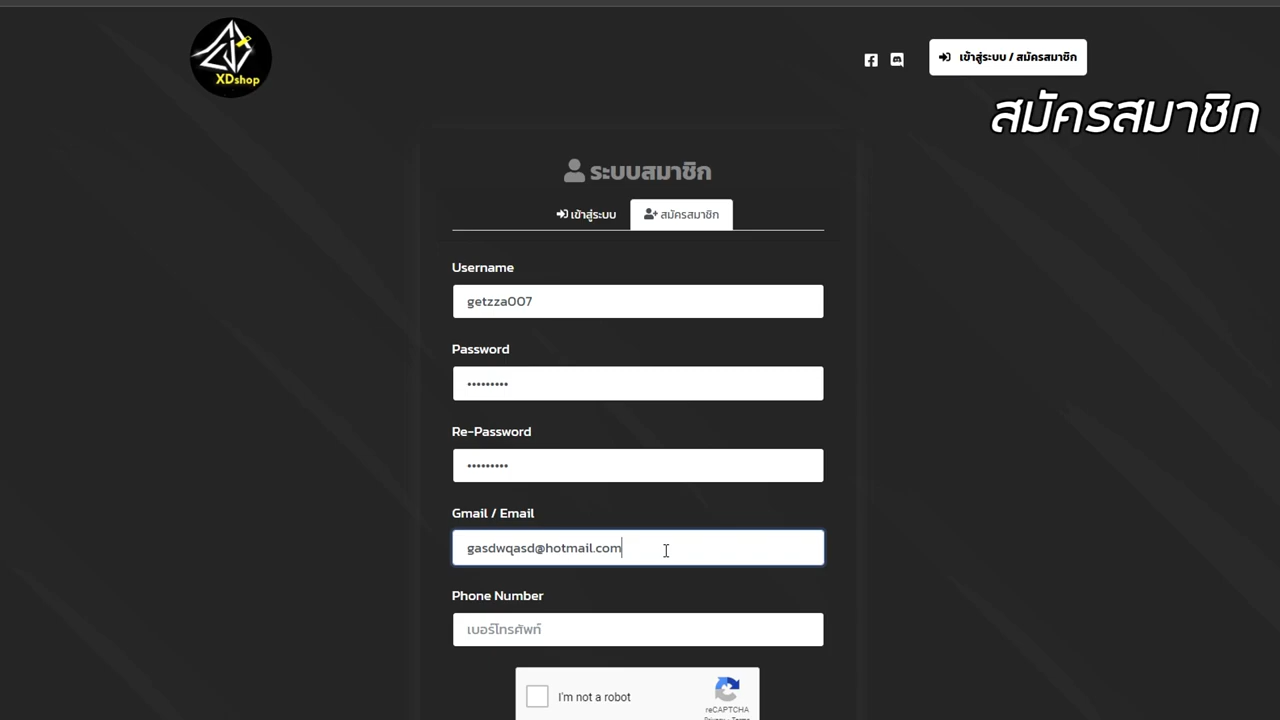 XDshop
เข้าสู่ระบบ / สมัครสมาชิก
สมัครสมาชิก
ระบบสมาชิก
เข้าสู่ระบบ
สมัครสมาชิก
Username
getzza007
Password
•••••••••
Re-Password
•••••••••
Gmail / Email
gasdwqasd@hotmail.com
Phone Number
เบอร์โทรศัพท์
I'm not a robot
reCAPTCHA
Privacy - Terms